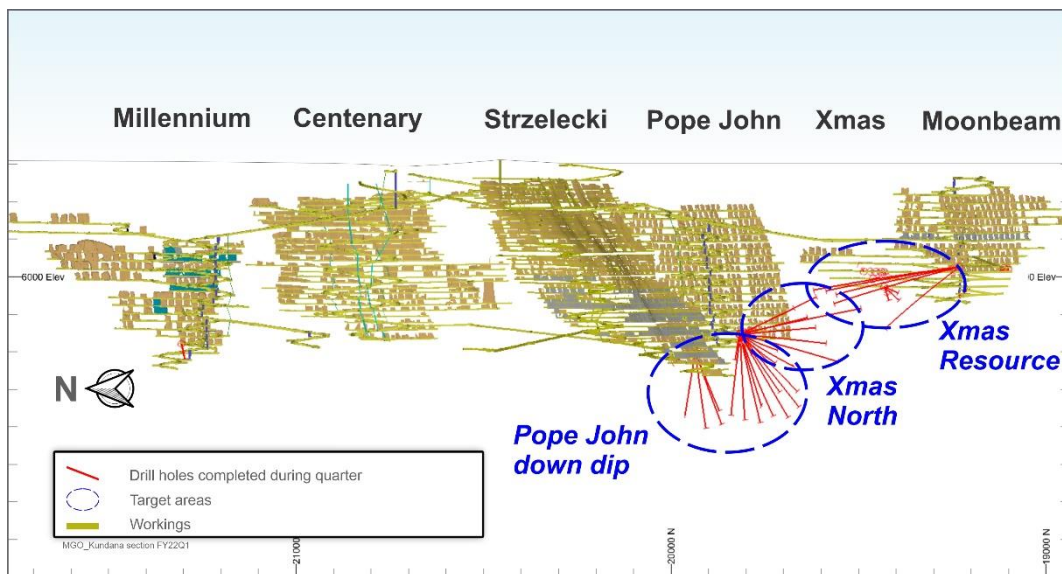 Millennium Centenary Strzelecki Pope John Xmas Moonbeam
6000 Elev
0 Elev
Xmas
Resource
Xmas
North
Pope John
down dip
N
Drill holes completed during quarter
Target areas
Workings
MGO_Kundana section FY22Q1
21000
20000 N
19000 N